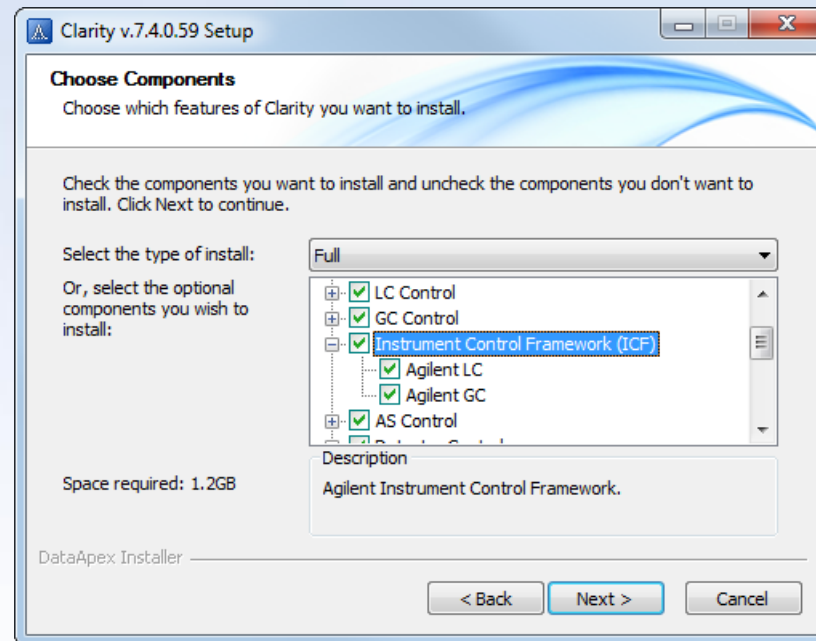 Clarity v.7.4.0.59 Setup
Choose Components
Choose which features of Clarity you want to install.
Check the components you want to install and uncheck the components you don't want to
install. Click Next to continue.
Select the type of install:
Full
Or, select the optional
components you wish to
install:
LC Control
GC Control
Instrument Control Framework (ICF)
Agilent LC
Agilent GC
AS Control
Space required: 1.2GB
Description
Agilent Instrument Control Framework.
DataApex Installer
< Back
Next >
Cancel